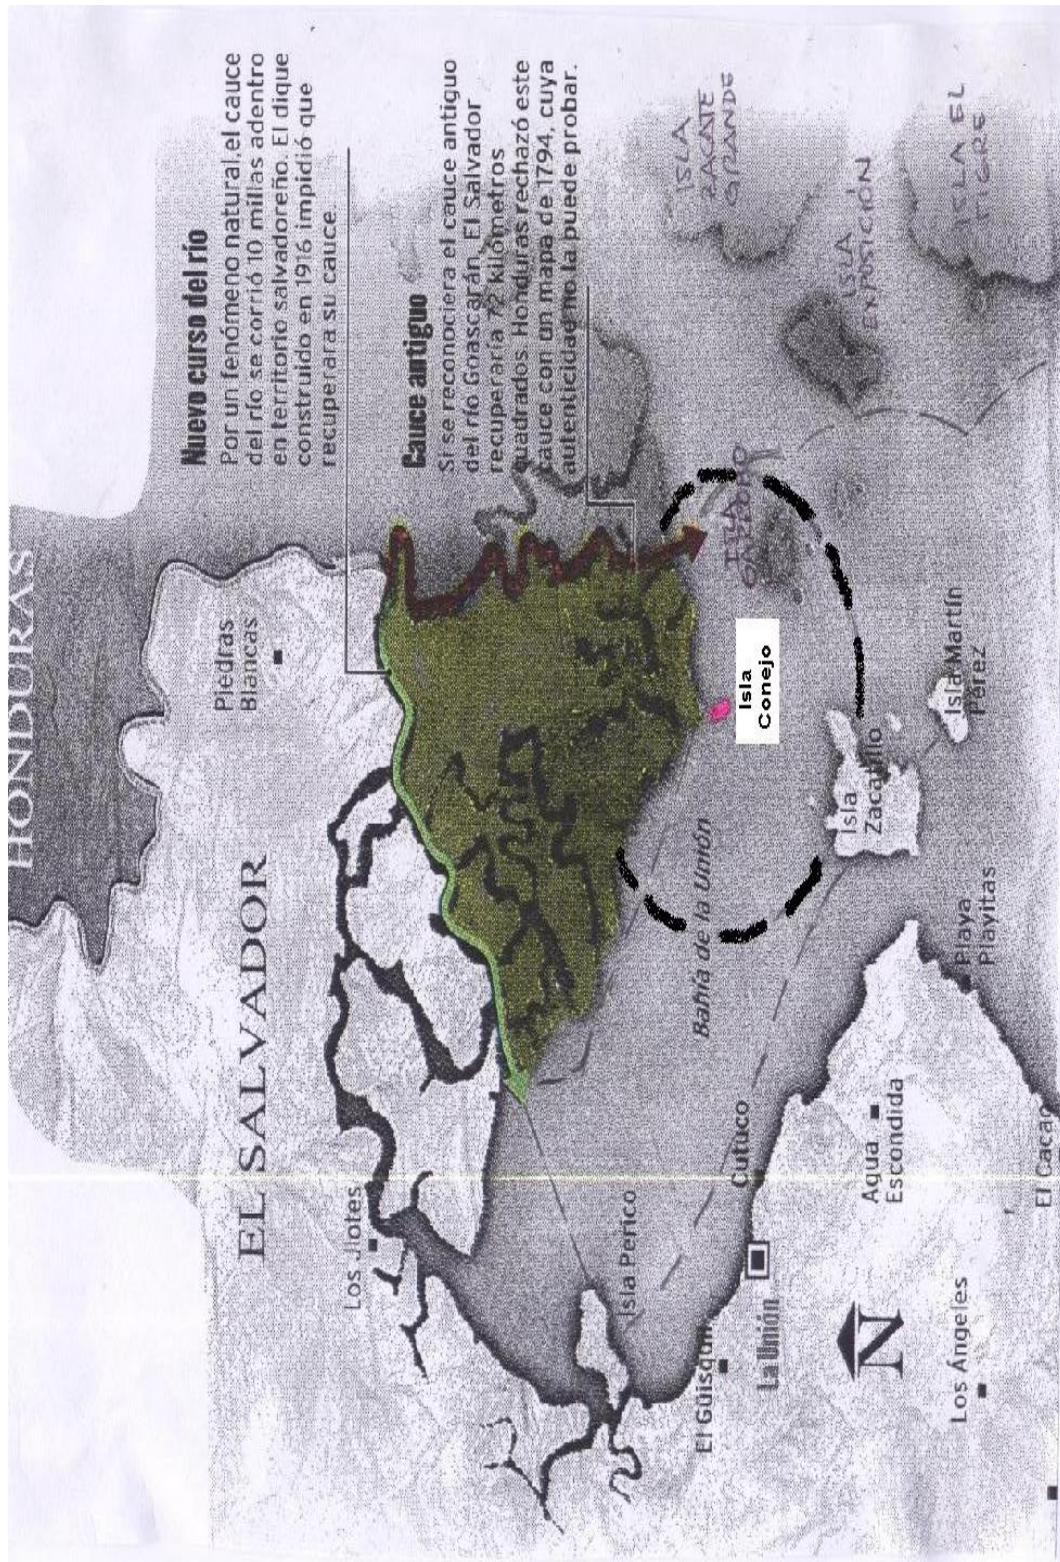 HONDURAS
Nuevo curso del río
Por un fenómeno natural,el cauce
del río se corrió 10 millas adentro
en territorio salvadoreño. El dique
construido en 1916 impidió que
recuperara su cauce.
Cauce antiguo
Si se reconociera el cauce antiguo
del río Goascarán, El Salvador
recuperaría 72 kilómetros
cuadrados. Honduras rechazó este
cauce con un mapa de 1794, cuya
autenticidad no la puede probar.
Piedras
Blancas
EL SALVADOR
Los Jiotes
ISLA
ZACATE
GRANDE
ISLA
EXPOSICIÓN
ISLA EL
TIGRE
ISLA
Isla
Conejo
Bahía de la Unión
Isla
Zacatillo
Isla Martín
Pérez
Playa
Playitas
Isla Perico
Cutuco
Agua
Escondida
El Güisquil
La Unión
N
Los Ángeles
El Cacao